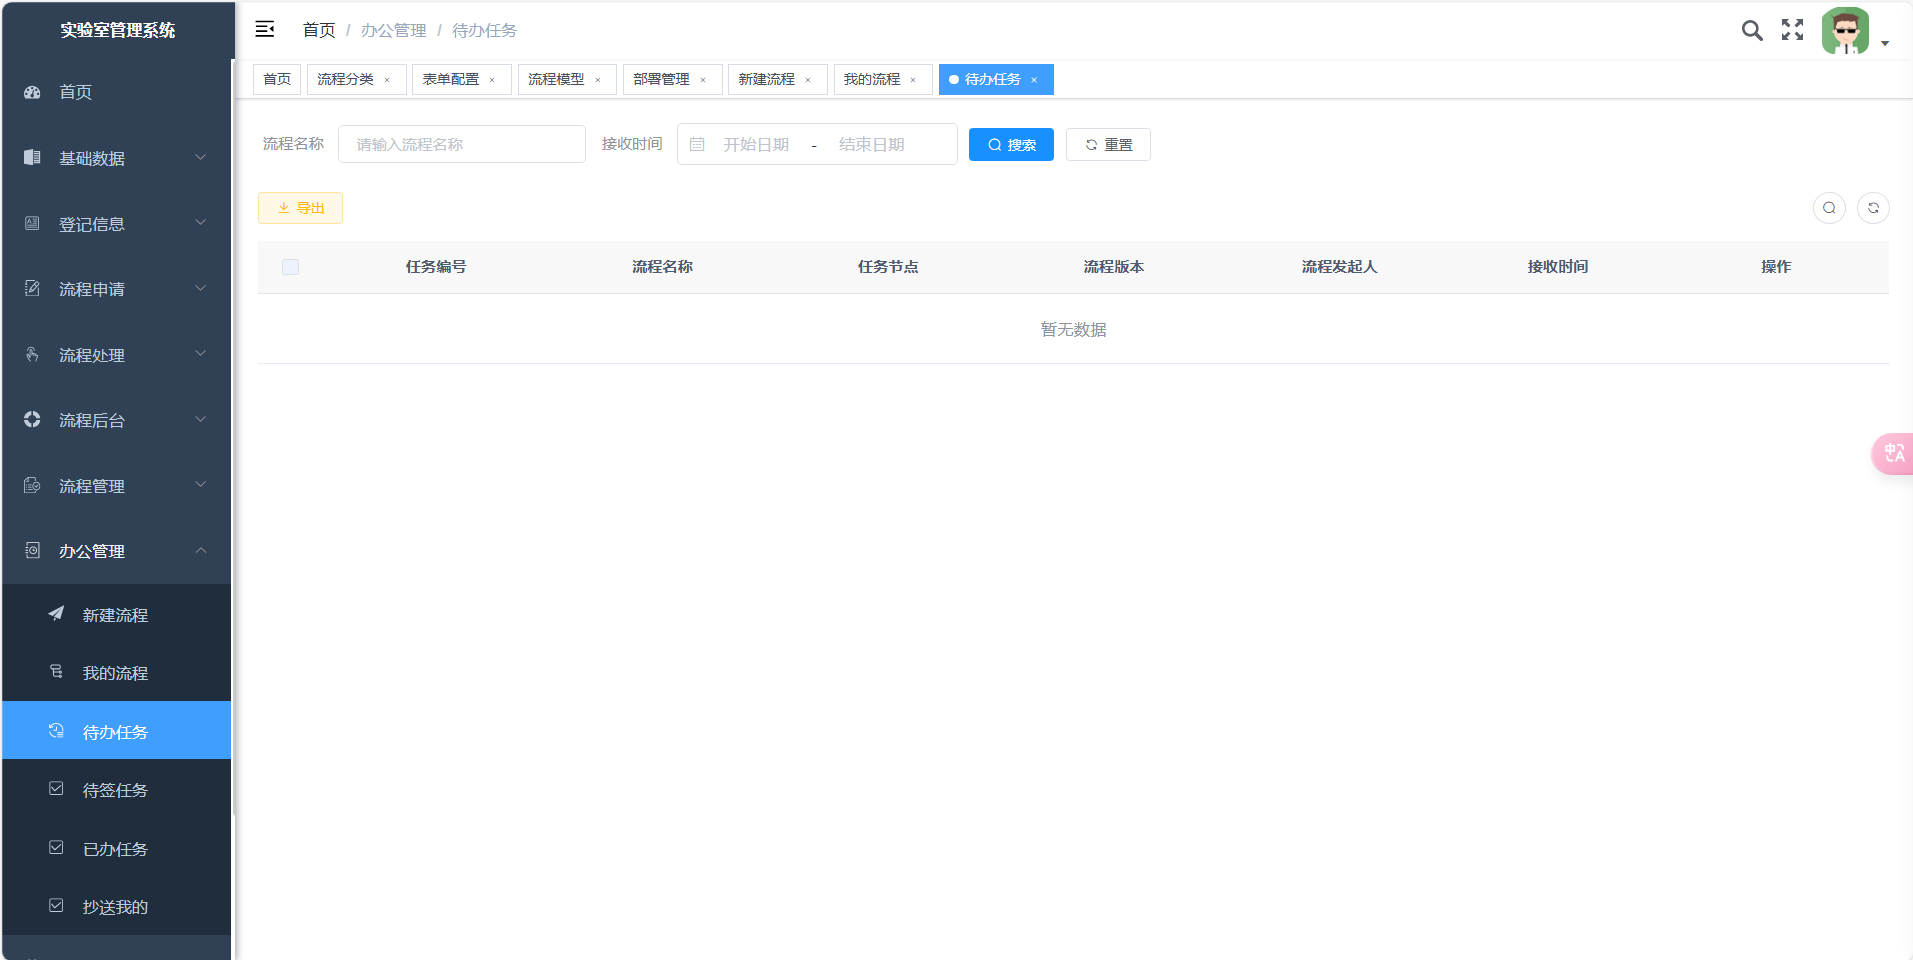 实验室管理系统
首页 / 办公管理 / 待办任务
首页 流程分类 × 表单配置 × 流程模型 × 部署管理 × 新建流程 × 我的流程 × 待办任务 ×
首页
基础数据
登记信息
流程申请
流程处理
流程后台
流程管理
办公管理
新建流程
我的流程
待办任务
待签任务
已办任务
抄送我的
流程名称 请输入流程名称 接收时间 开始日期 - 结束日期 搜索 重置
导出
任务编号 流程名称 任务节点 流程版本 流程发起人 接收时间 操作
暂无数据
中A